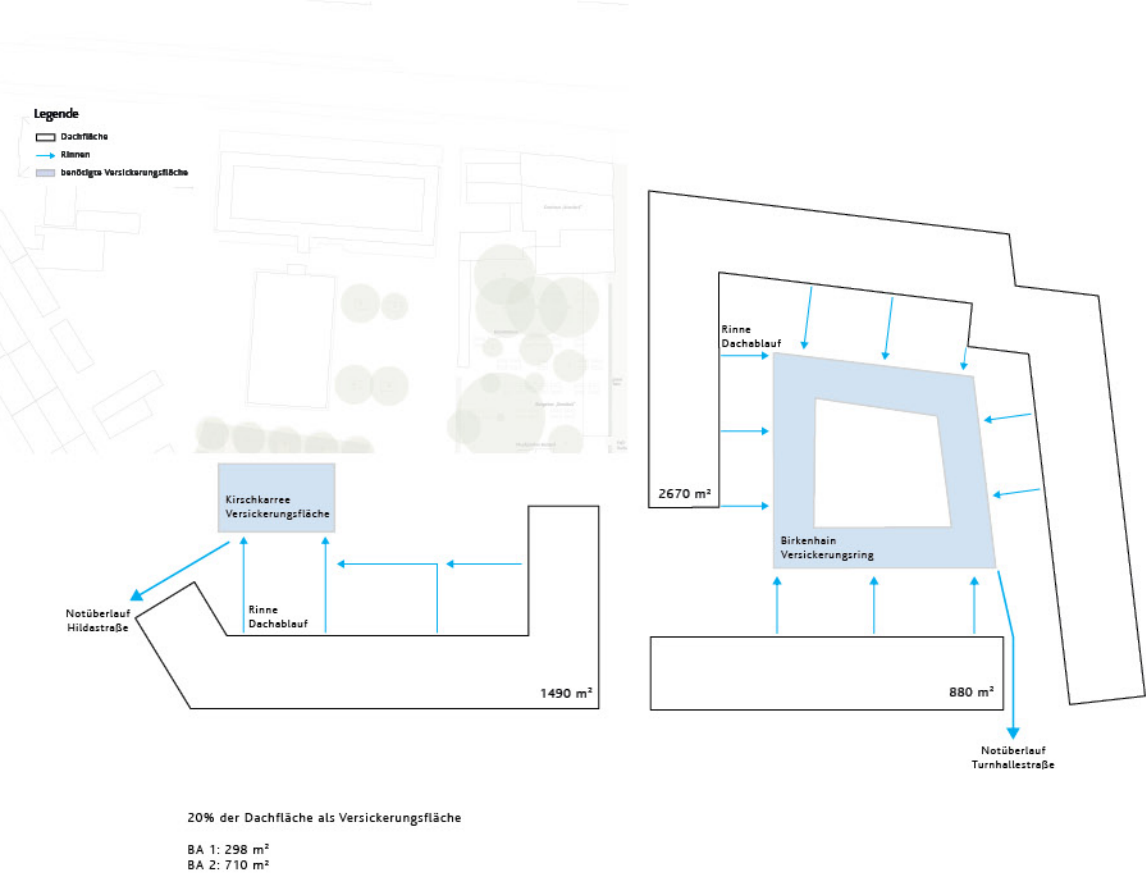 Legende
Dachfläche
Rinnen
benötigte Versickerungsfläche
Rinne
Dachablauf
2670 m²
Kirschkarree
Versickerungsfläche
Birkenhain
Versickerungsring
Notüberlauf
Hildastraße
Rinne
Dachablauf
1490 m²
880 m²
Notüberlauf
Turnhallestraße
20% der Dachfläche als Versickerungsfläche
BA 1: 298 m²
BA 2: 710 m²